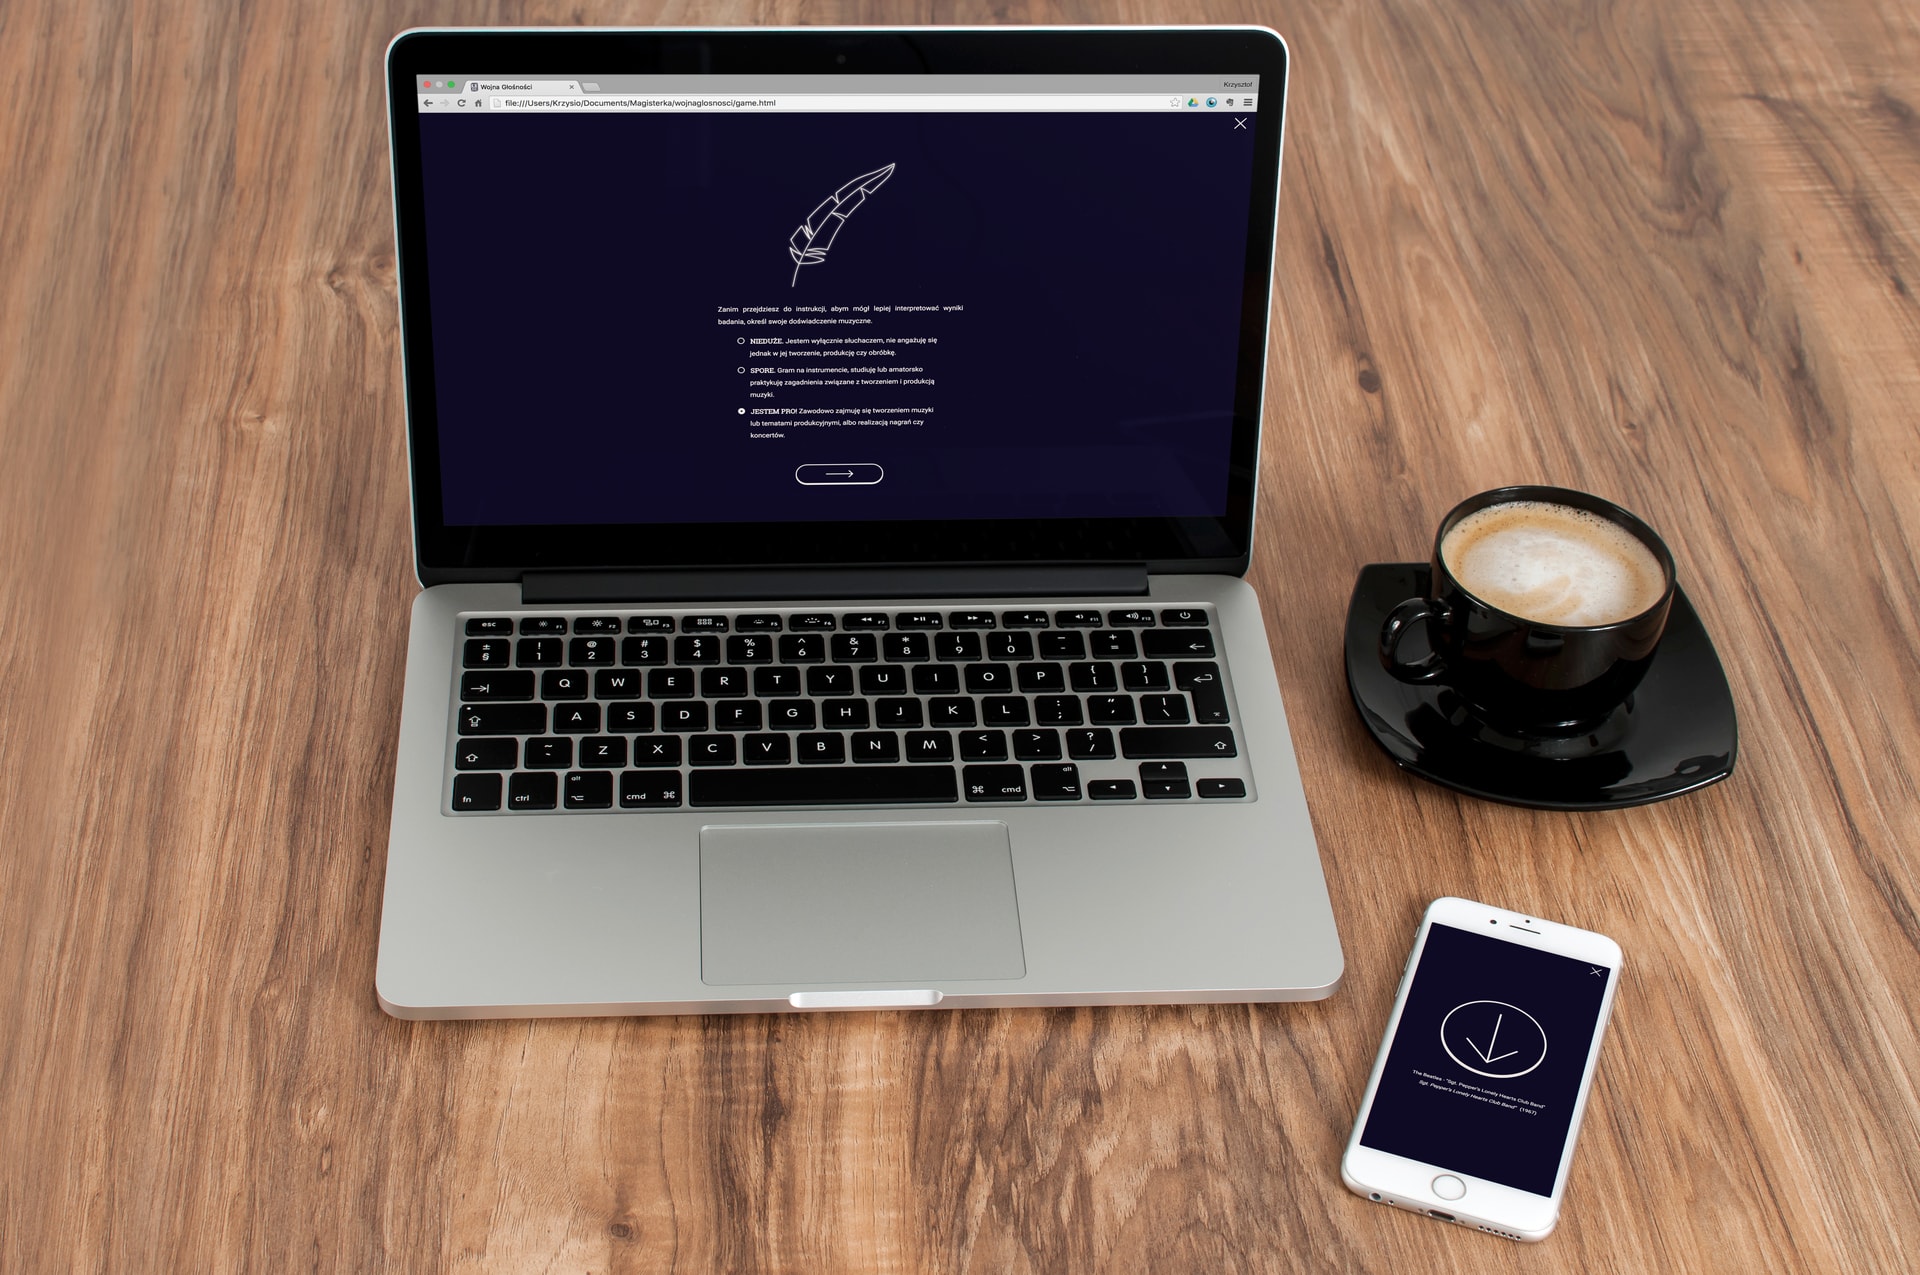 Wojna Głośności
Krzysztof
file:///Users/Krzysio/Documents/Magisterka/wojnaglosnosci/game.html
Zanim przejdziesz do instrukcji, abym mógł lepiej interpretować wyniki
badania, określ swoje doświadczenie muzyczne.
NIEDUŻE. Jestem wyłącznie słuchaczem, nie angażuję się
jednak w jej tworzenie, produkcję czy obróbkę.
SPORE. Gram na instrumencie, studiuję lub amatorsko
praktykuję zagadnienia związane z tworzeniem i produkcją
muzyki.
JESTEM PRO! Zawodowo zajmuję się tworzeniem muzyki
lub tematami produkcyjnymi, albo realizacją nagrań czy
koncertów.
esc F1 F2 F3 F4 F5 F6 F7 F8 F9 F10 F11 F12
± ! @ # $ % ^ & * ( ) _ +
§ 1 2 3 4 5 6 7 8 9 0 - =
Q W E R T Y U I O P { }
[ ]
A S D F G H J K L : " |
; ' \
~ Z X C V B N M < > ?
` , . /
alt alt
fn ctrl cmd ⌘ ⌘ cmd
The Beatles - "Sgt. Pepper's Lonely Hearts Club Band"
Sgt. Pepper's Lonely Hearts Club Band" (1967)